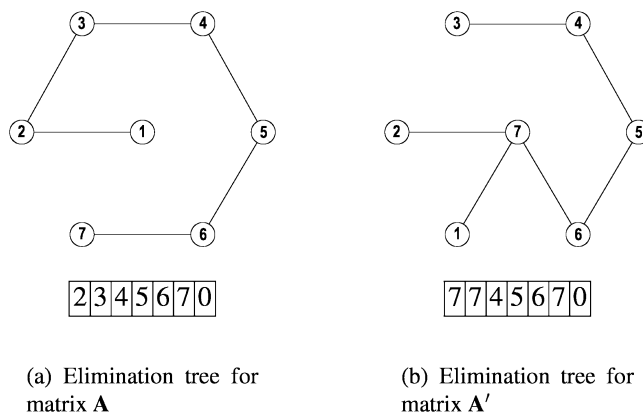 3 4
2 1 5
7 6
2 3 4 5 6 7 0
(a) Elimination tree for
matrix A
3 4
2 7 5
1 6
7 7 4 5 6 7 0
(b) Elimination tree for
matrix A′